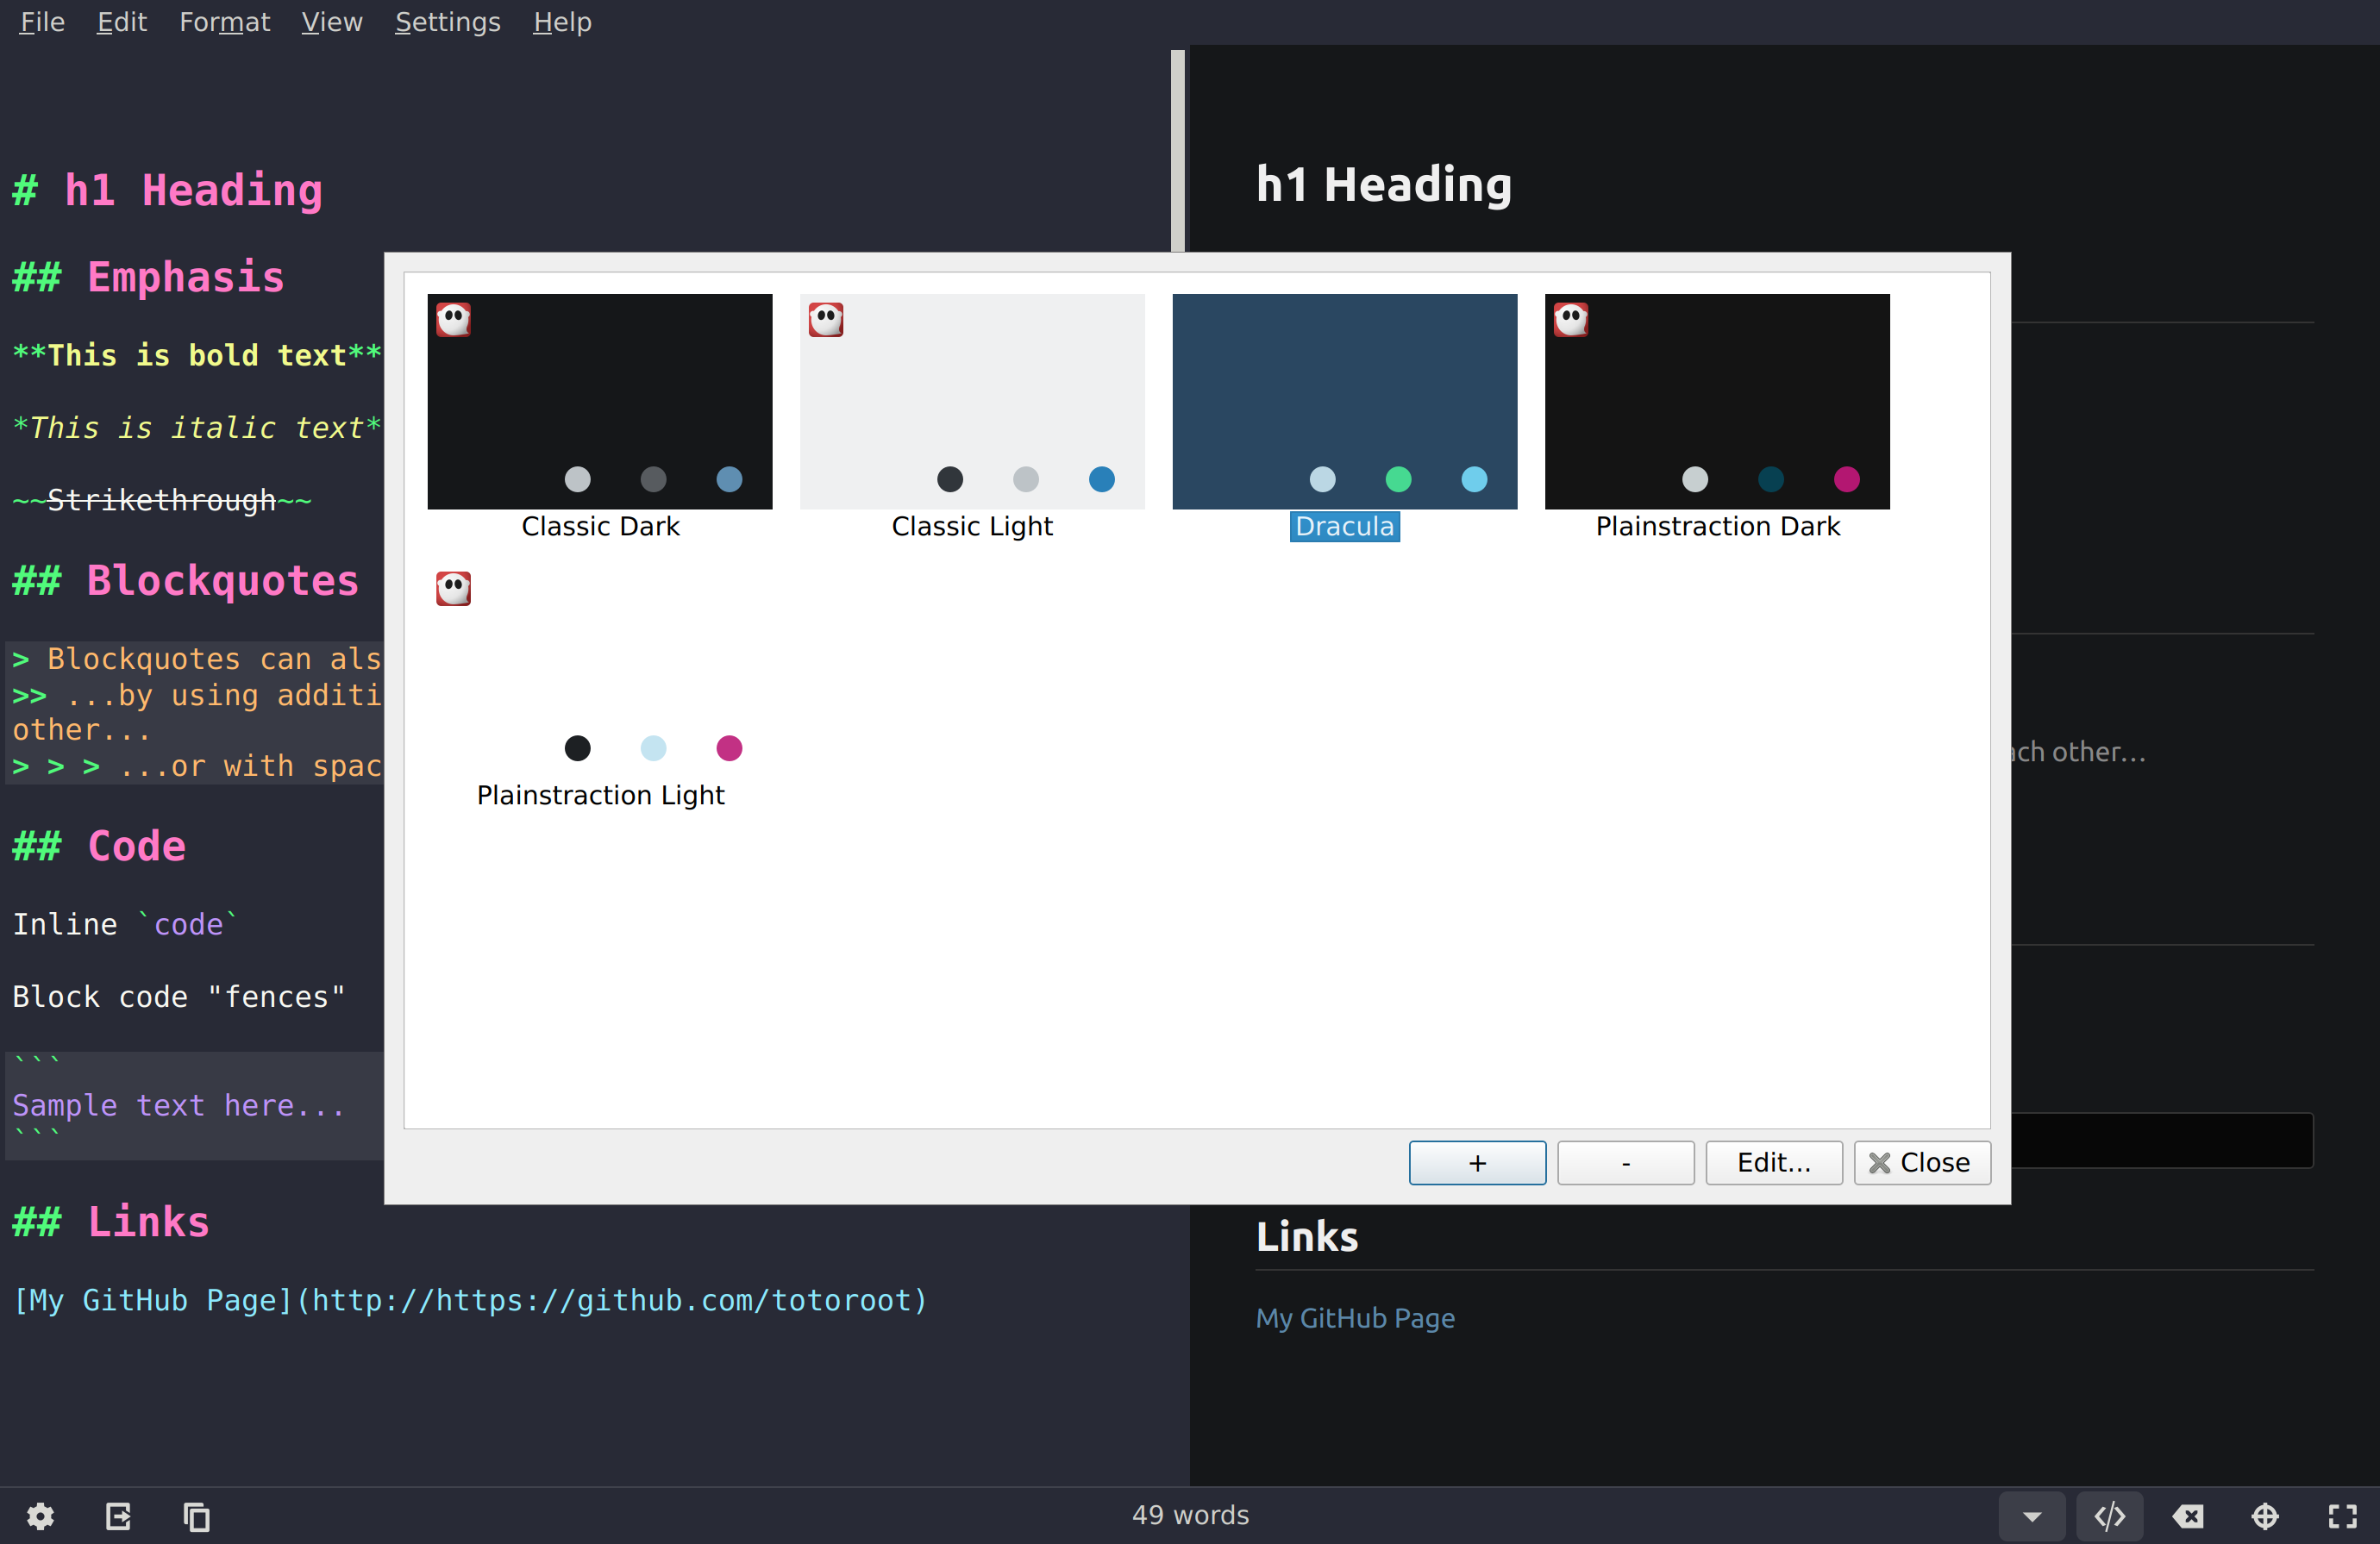 File Edit Format View Settings Help
# h1 Heading
## Emphasis
**This is bold text**
*This is italic text*
~~Strikethrough~~
## Blockquotes
> Blockquotes can als
>> ...by using additi
other...
> > > ...or with spac
## Code
Inline `code`
Block code "fences"
```
Sample text here...
```
## Links
[My GitHub Page](http://https://github.com/totoroot)
h1 Heading
ach other...
Links
My GitHub Page
Classic Dark
Classic Light
Dracula
Plainstraction Dark
Plainstraction Light
+
-
Edit...
Close
49 words